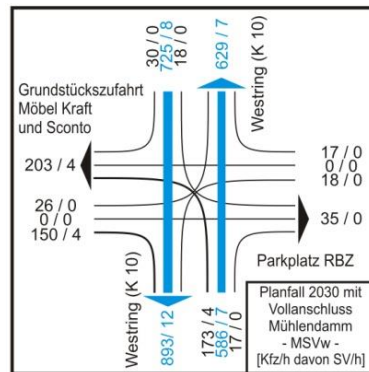 30 / 0
725 / 8
18 / 0
629 / 7
Westring (K 10)
Grundstückszufahrt
Möbel Kraft
und Sconto
203 / 4
17 / 0
0 / 0
18 / 0
26 / 0
0 / 0
150 / 4
35 / 0
Parkplatz RBZ
Westring (K 10)
893/ 12
173 / 4
586 / 7
17 / 0
Planfall 2030 mit
Vollanschluss
Mühlendamm
- MSVw -
[Kfz/h davon SV/h]